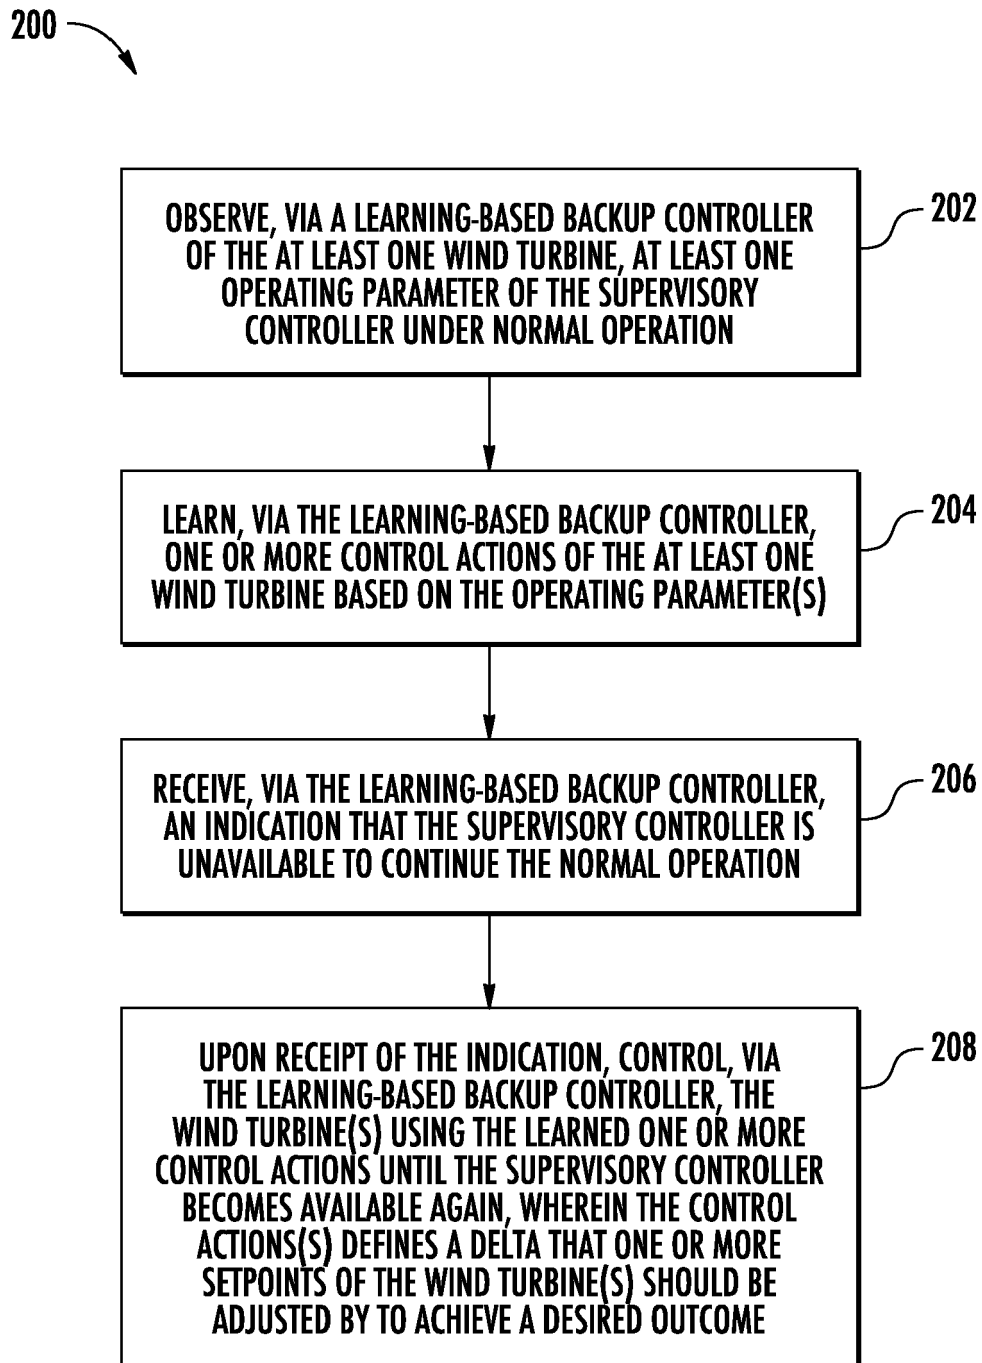 200
OBSERVE, VIA A LEARNING-BASED BACKUP CONTROLLER
OF THE AT LEAST ONE WIND TURBINE, AT LEAST ONE
OPERATING PARAMETER OF THE SUPERVISORY
CONTROLLER UNDER NORMAL OPERATION
202
LEARN, VIA THE LEARNING-BASED BACKUP CONTROLLER,
ONE OR MORE CONTROL ACTIONS OF THE AT LEAST ONE
WIND TURBINE BASED ON THE OPERATING PARAMETER(S)
204
RECEIVE, VIA THE LEARNING-BASED BACKUP CONTROLLER,
AN INDICATION THAT THE SUPERVISORY CONTROLLER IS
UNAVAILABLE TO CONTINUE THE NORMAL OPERATION
206
UPON RECEIPT OF THE INDICATION, CONTROL, VIA
THE LEARNING-BASED BACKUP CONTROLLER, THE
WIND TURBINE(S) USING THE LEARNED ONE OR MORE
CONTROL ACTIONS UNTIL THE SUPERVISORY CONTROLLER
BECOMES AVAILABLE AGAIN, WHEREIN THE CONTROL
ACTIONS(S) DEFINES A DELTA THAT ONE OR MORE
SETPOINTS OF THE WIND TURBINE(S) SHOULD BE
ADJUSTED BY TO ACHIEVE A DESIRED OUTCOME
208